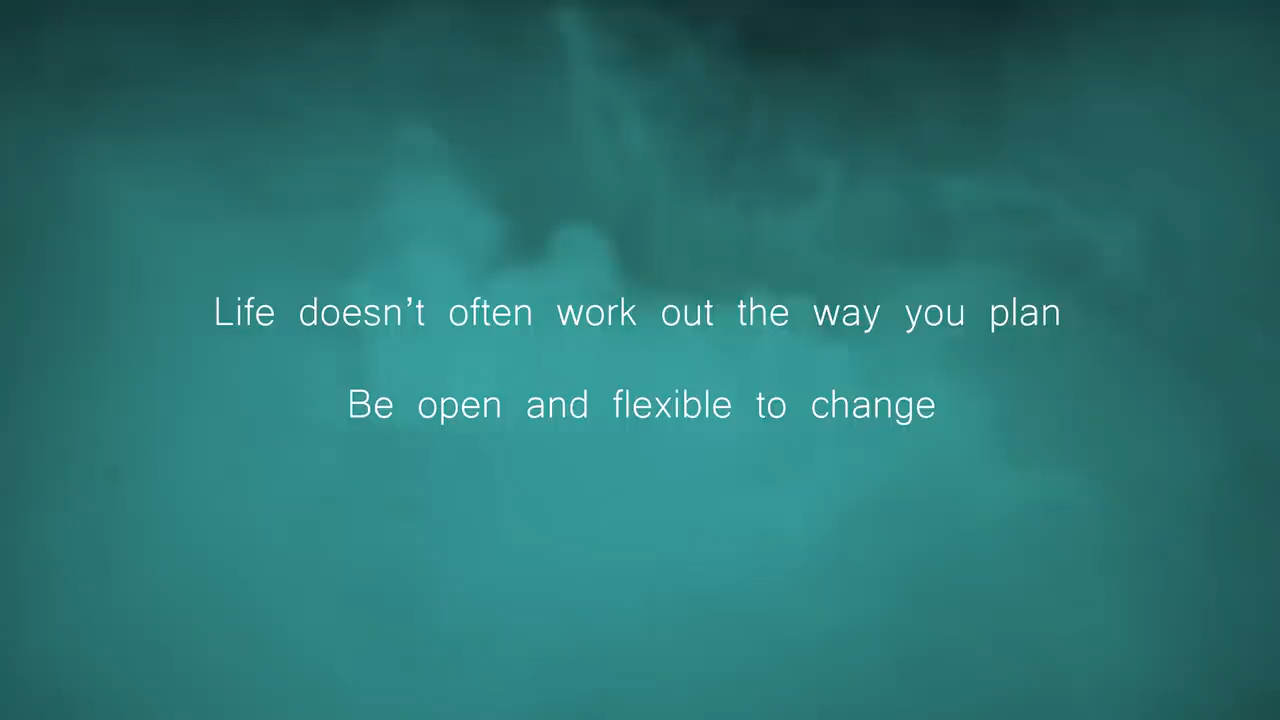 Life doesn’t often work out the way you plan
Be open and flexible to change